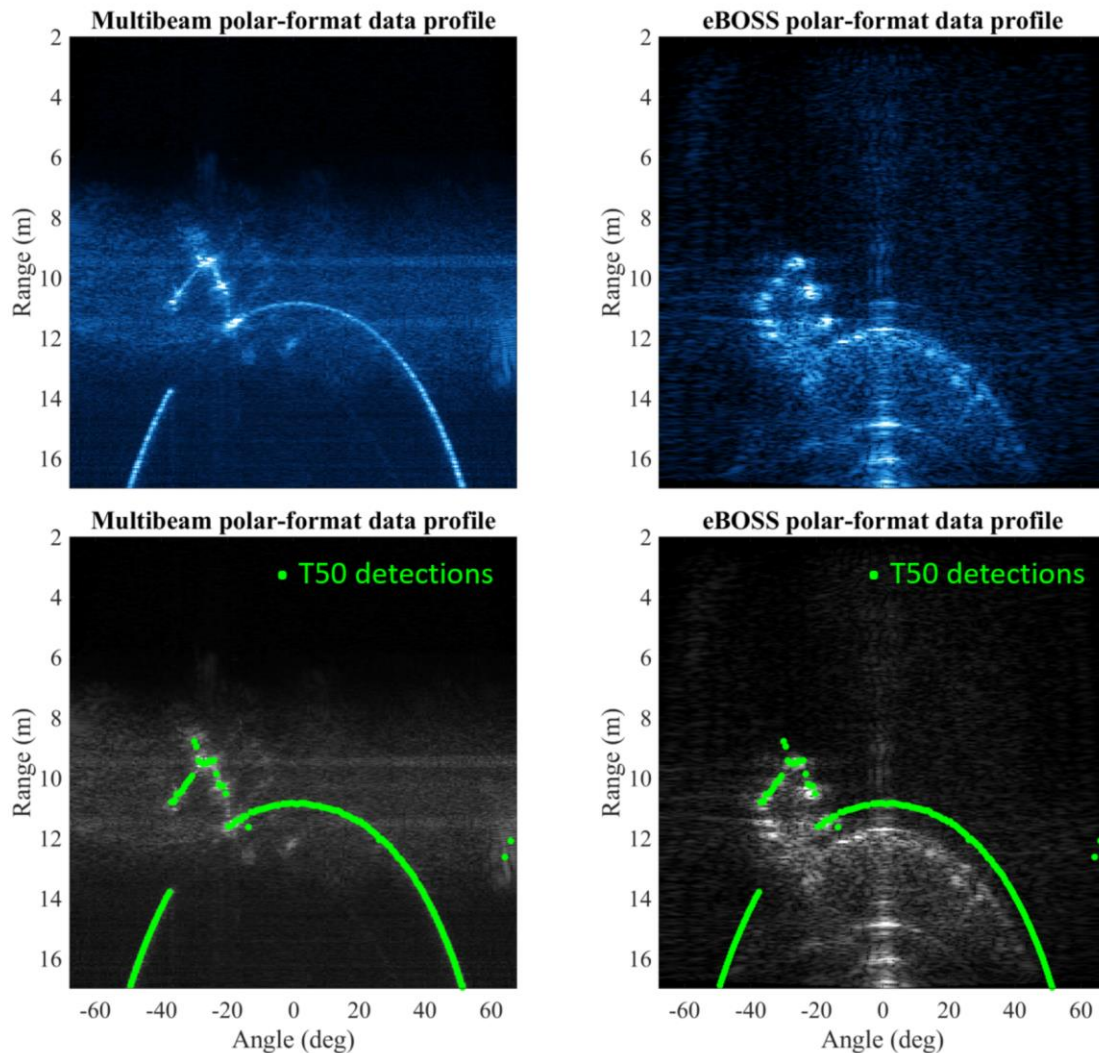 Multibeam polar-format data profile
2
4
6
8
10
12
14
16
Range (m)
eBOSS polar-format data profile
2
4
6
8
10
12
14
16
Range (m)
Multibeam polar-format data profile
T50 detections
2
4
6
8
10
12
14
16
Range (m)
-60 -40 -20 0 20 40 60
Angle (deg)
eBOSS polar-format data profile
T50 detections
2
4
6
8
10
12
14
16
Range (m)
-60 -40 -20 0 20 40 60
Angle (deg)